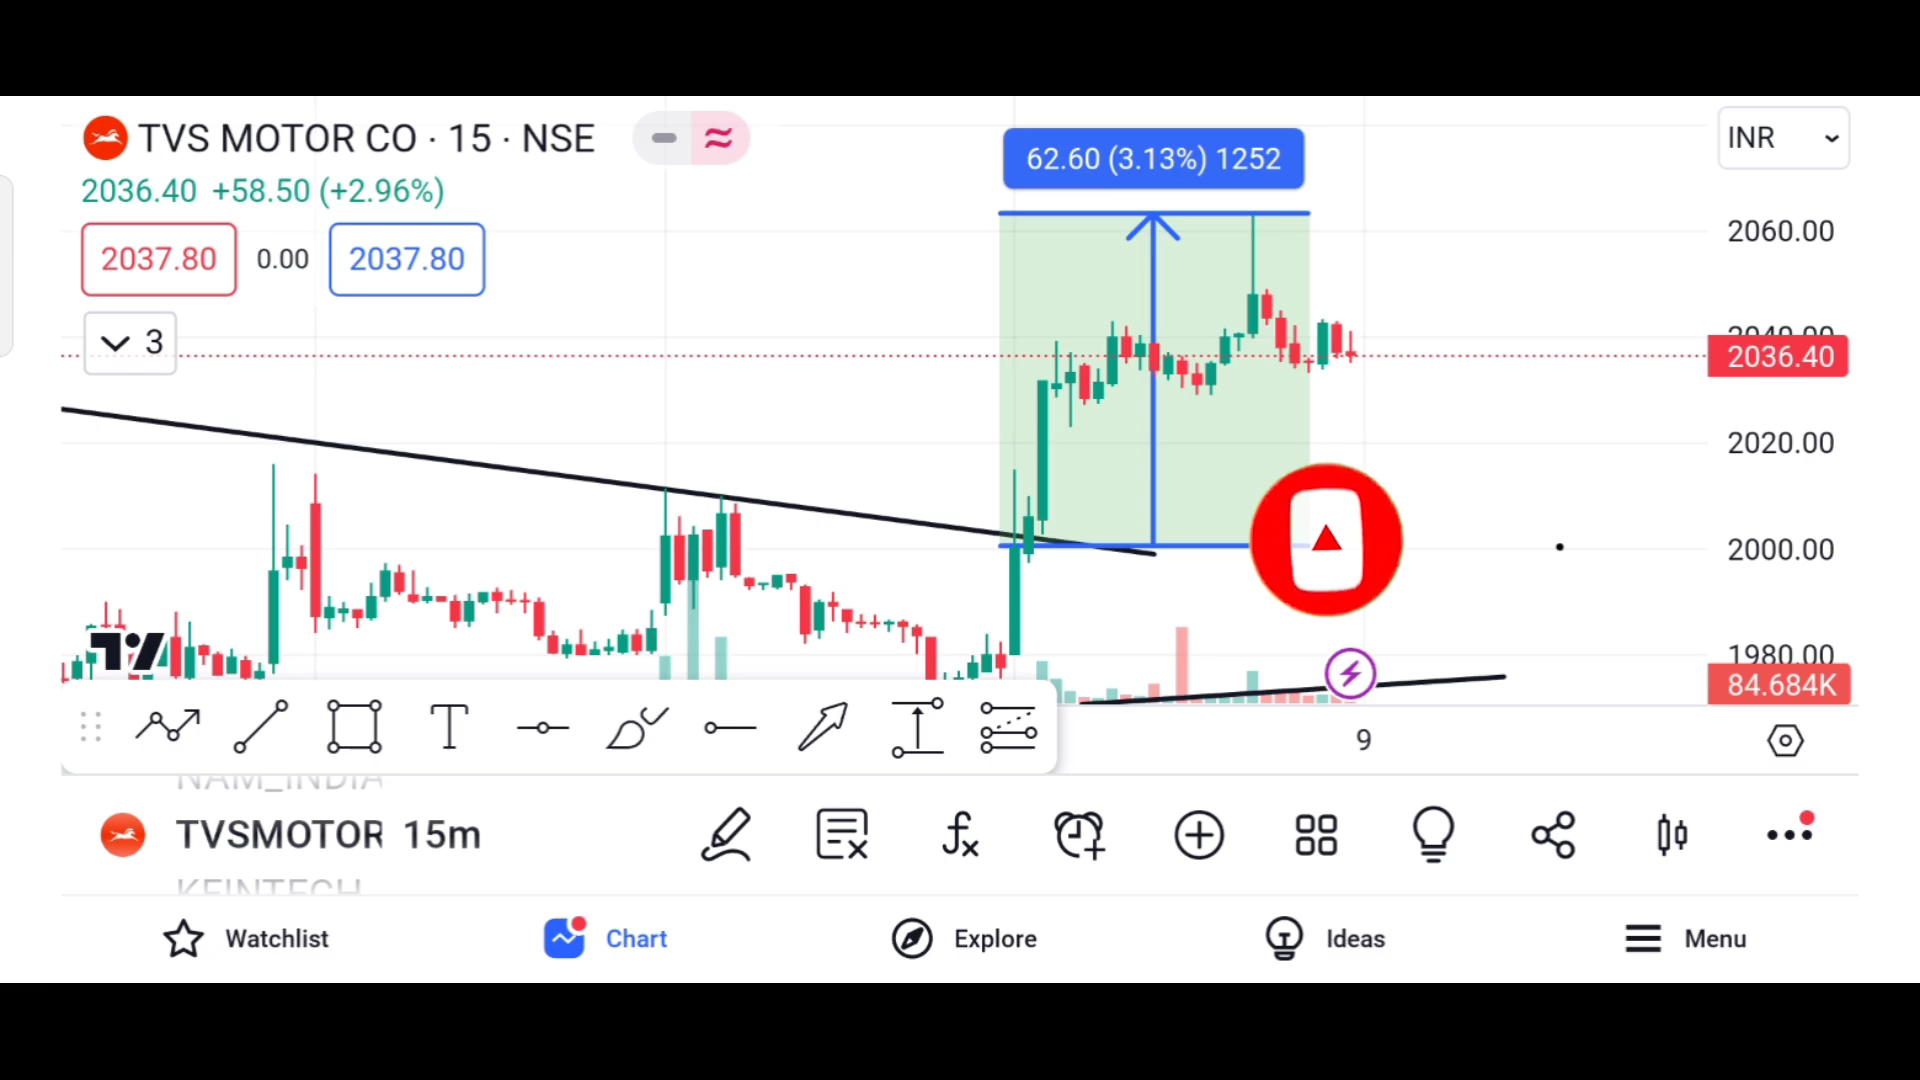 TVS MOTOR CO · 15 · NSE
INR
62.60 (3.13%) 1252
2036.40 +58.50 (+2.96%)
2037.80 0.00 2037.80
3
2060.00
2040.00
2036.40
2020.00
2000.00
1980.00
84.684K
9
T
NAM_INDIA
TVSMOTOR 15m
KFINTECH
Watchlist
Chart
Explore
Ideas
Menu